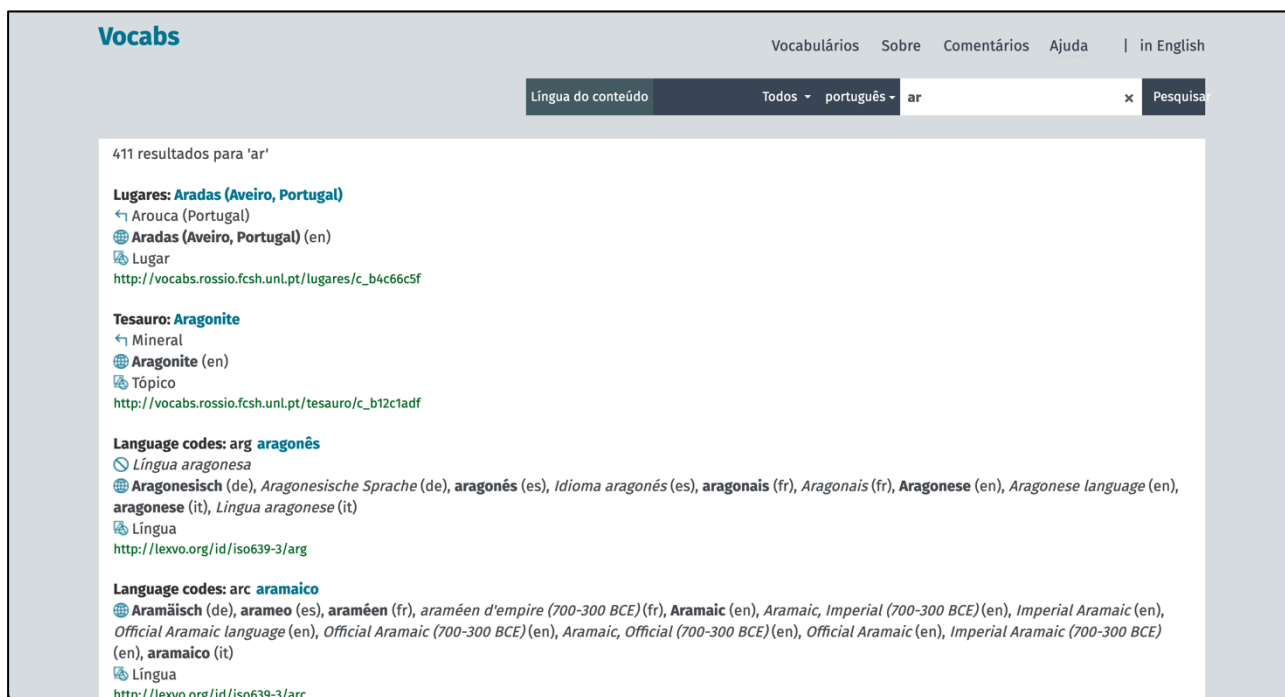 Vocabs
Vocabulários Sobre Comentários Ajuda | in English
Língua do conteúdo Todos português ar × Pesquisar
411 resultados para 'ar'
Lugares: Aradas (Aveiro, Portugal)
Arouca (Portugal)
Aradas (Aveiro, Portugal) (en)
Lugar
http://vocabs.rossio.fcsh.unl.pt/lugares/c_b4c66c5f
Tesauro: Aragonite
Mineral
Aragonite (en)
Tópico
http://vocabs.rossio.fcsh.unl.pt/tesauro/c_b12c1adf
Language codes: arg aragonês
Língua aragonesa
Aragonesisch (de), Aragonesische Sprache (de), aragonés (es), Idioma aragonés (es), aragonais (fr), Aragonais (fr), Aragonese (en), Aragonese language (en),
aragonese (it), Lingua aragonese (it)
Língua
http://lexvo.org/id/iso639-3/arg
Language codes: arc aramaico
Aramäisch (de), arameo (es), araméen (fr), araméen d'empire (700-300 BCE) (fr), Aramaic (en), Aramaic, Imperial (700-300 BCE) (en), Imperial Aramaic (en),
Official Aramaic language (en), Official Aramaic (700-300 BCE) (en), Aramaic, Official (700-300 BCE) (en), Official Aramaic (en), Imperial Aramaic (700-300 BCE)
(en), aramaico (it)
Língua
http://lexvo.org/id/iso639-3/arc